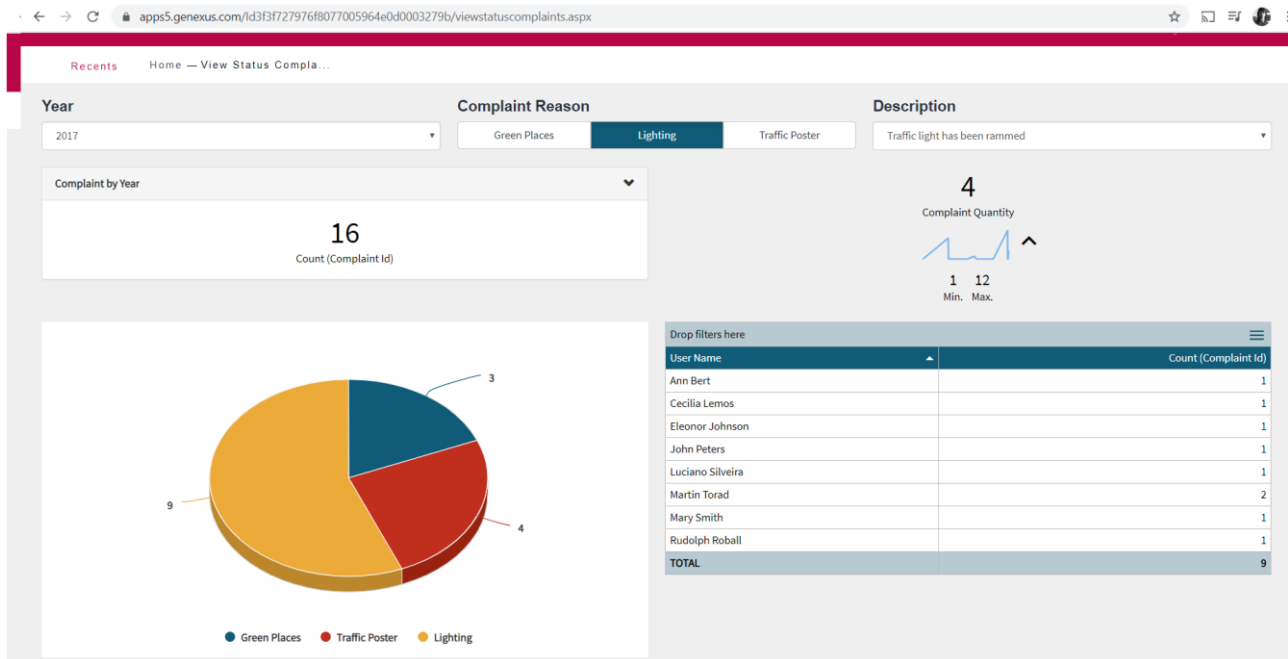 apps5.genexus.com/Id3f3f727976f8077005964e0d0003279b/viewstatuscomplaints.aspx
Recents Home — View Status Compla...
Year
2017
Complaint Reason
Green Places Lighting Traffic Poster
Description
Traffic light has been rammed
Complaint by Year
16
Count (Complaint Id)
4
Complaint Quantity
1 12
Min. Max.
3
9
4
Green Places Traffic Poster Lighting
Drop filters here
User Name Count (Complaint Id)
Ann Bert 1
Cecilia Lemos 1
Eleonor Johnson 1
John Peters 1
Luciano Silveira 1
Martin Torad 2
Mary Smith 1
Rudolph Roball 1
TOTAL 9